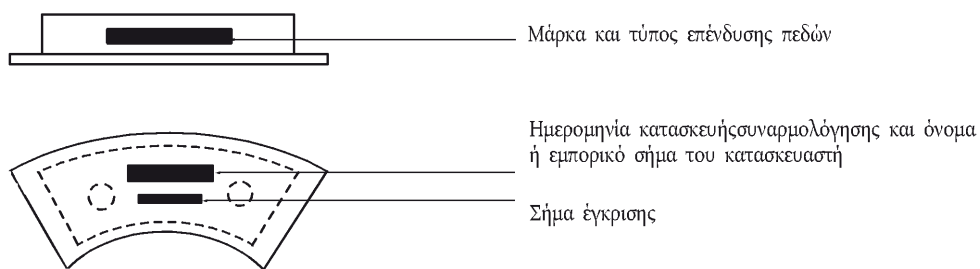 Μάρκα και τύπος επένδυσης πεδών
Ημερομηνία κατασκευήςσυναρμολόγησης και όνομα
ή εμπορικό σήμα του κατασκευαστή
Σήμα έγκρισης